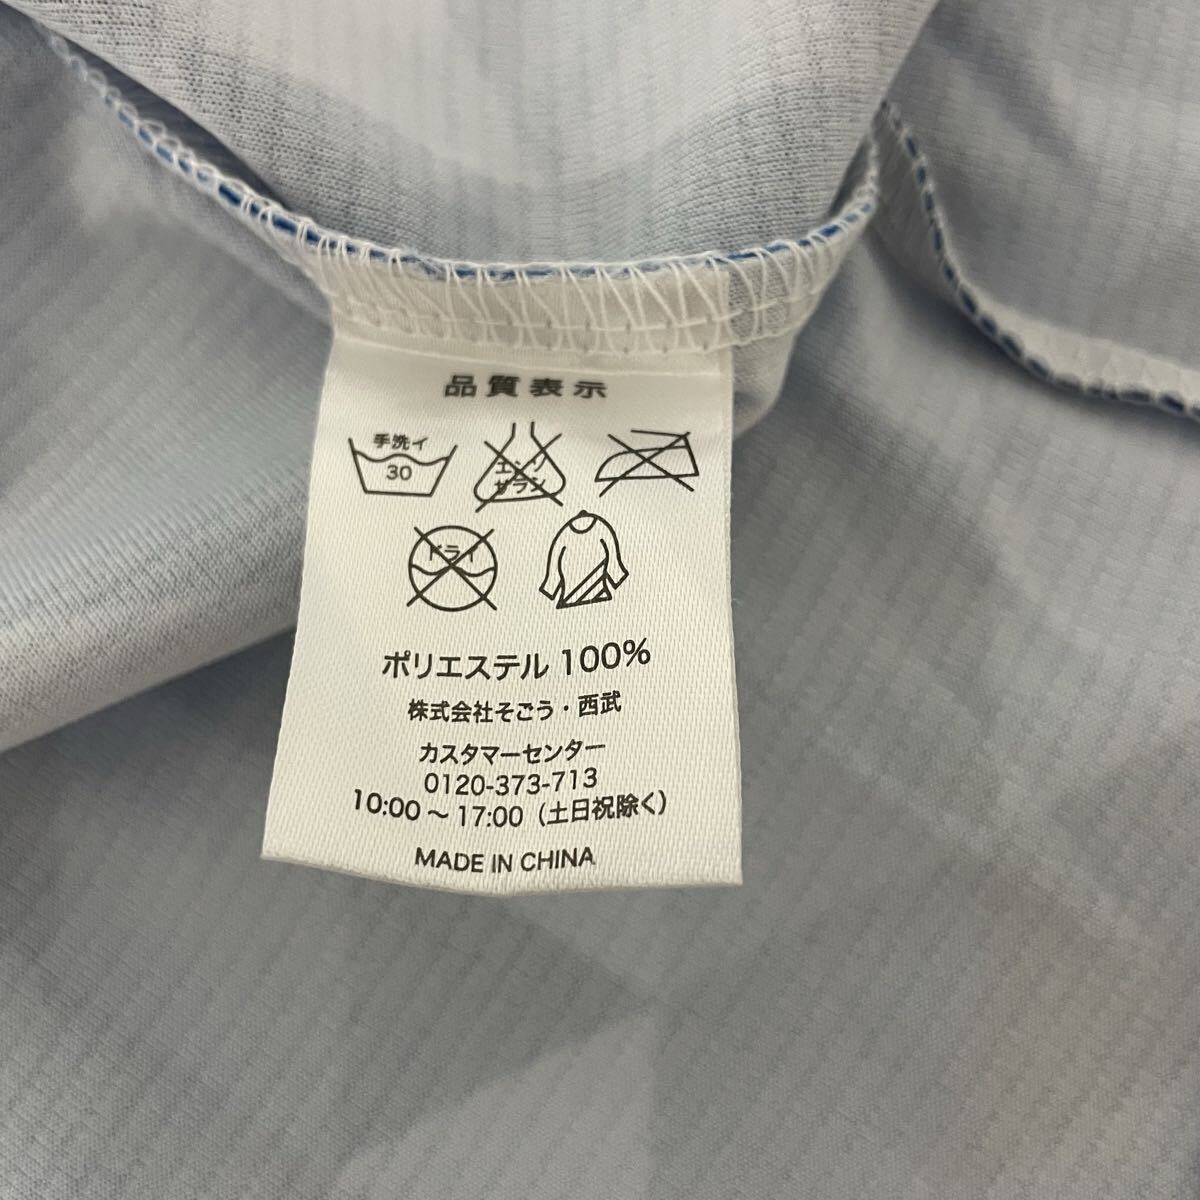 品質表示
手洗イ
30
エンソ
サラシ
ドライ
ポリエステル 100%
株式会社そごう・西武
カスタマーセンター
0120-373-713
10:00～17:00（土日祝除く）
MADE IN CHINA